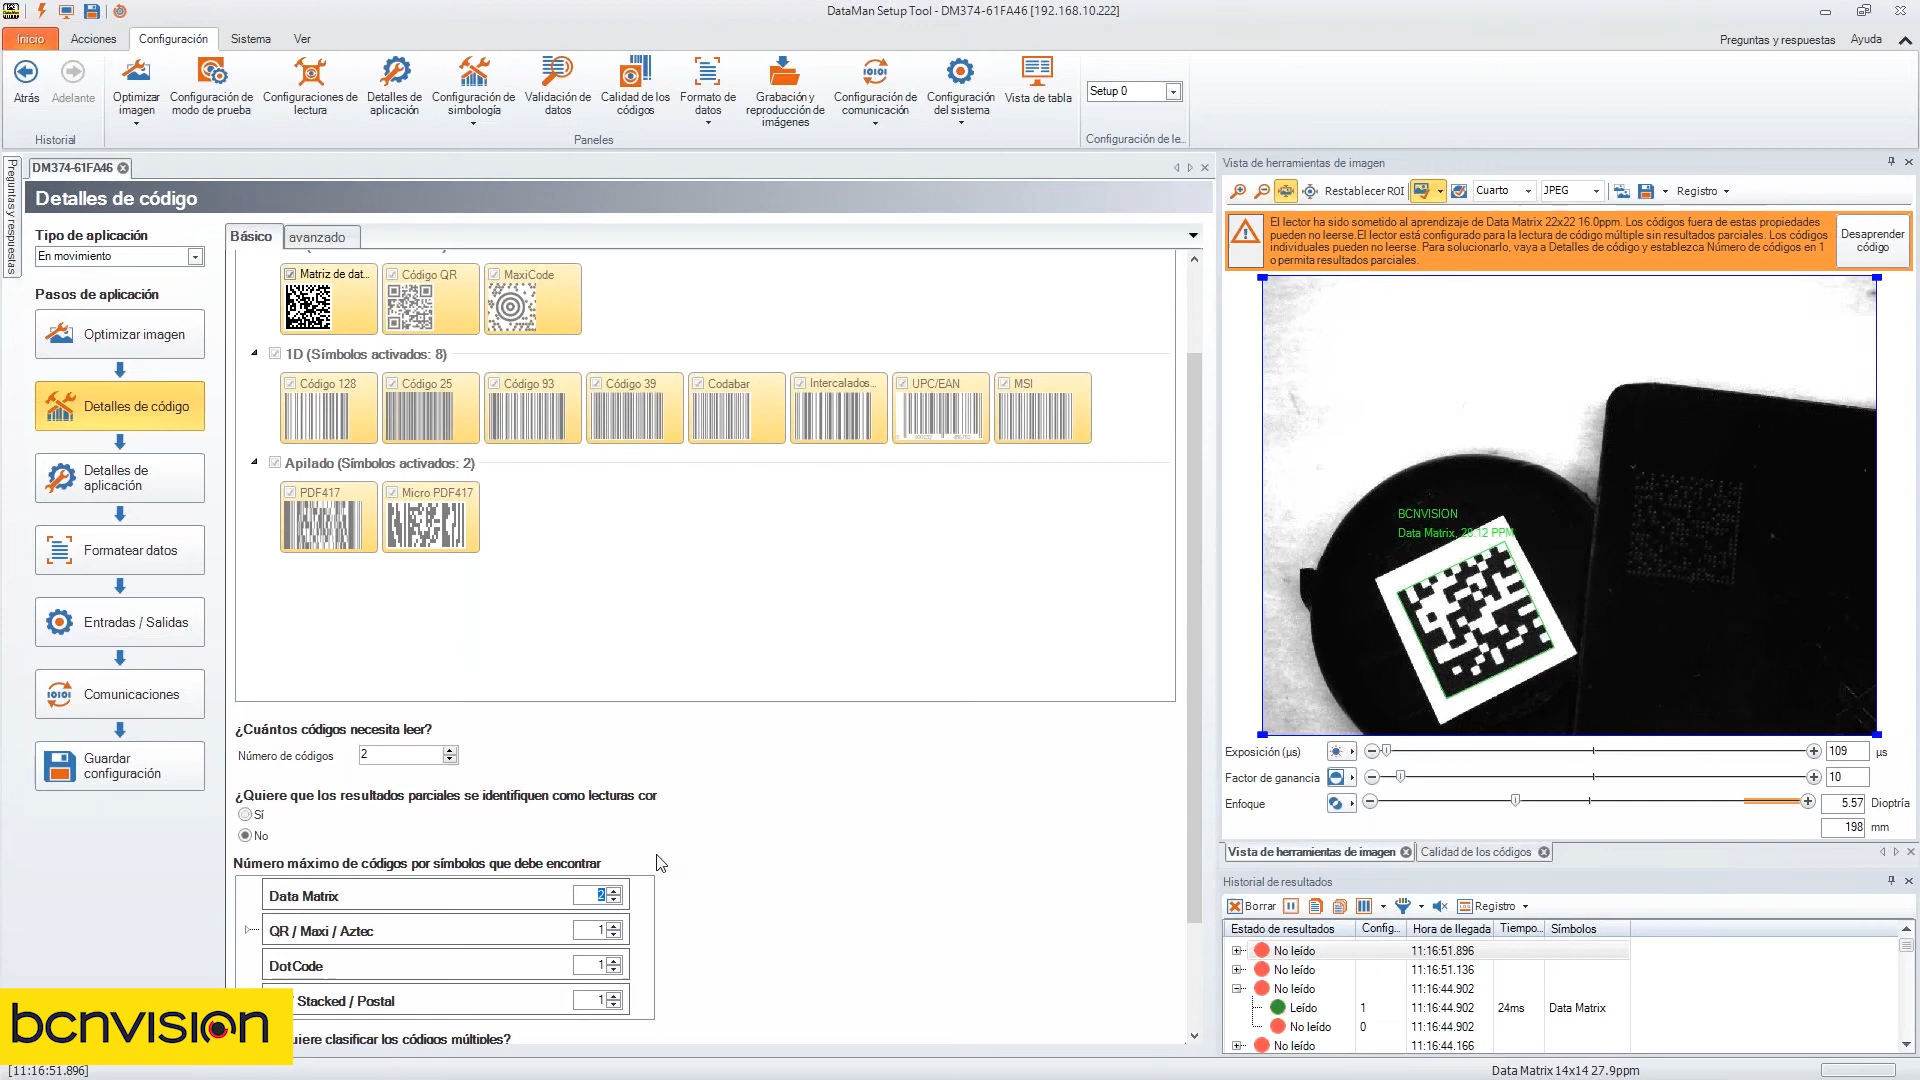 DataMan Setup Tool - DM374-61FA46 [192.168.10.222]
Inicio
Acciones
Configuración
Sistema
Ver
Preguntas y respuestas
Ayuda
Atrás
Adelante
Historial
Optimizar imagen
Configuración de modo de prueba
Configuraciones de lectura
Detalles de aplicación
Configuración de simbología
Validación de datos
Calidad de los códigos
Formato de datos
Grabación y reproducción de imágenes
Configuración de comunicación
Configuración del sistema
Vista de tabla
Paneles
Setup 0
Configuración de le...
Preguntas y respuestas
DM374-61FA46
Detalles de código
Tipo de aplicación
En movimiento
Pasos de aplicación
Optimizar imagen
Detalles de código
Detalles de aplicación
Formatear datos
Entradas / Salidas
Comunicaciones
Guardar configuración
Básico
avanzado
Matriz de dat...
Código QR
MaxiCode
1D (Símbolos activados: 8)
Código 128
Código 25
Código 93
Código 39
Codabar
Intercalados...
UPC/EAN
MSI
Apilado (Símbolos activados: 2)
PDF417
Micro PDF417
¿Cuántos códigos necesita leer?
Número de códigos
2
¿Quiere que los resultados parciales se identifiquen como lecturas cor
Sí
No
Número máximo de códigos por símbolos que debe encontrar
Data Matrix
2
QR / Maxi / Aztec
1
DotCode
1
Stacked / Postal
1
uiere clasificar los códigos múltiples?
bcnvision
[11:16:51.896]
Vista de herramientas de imagen
Restablecer ROI
Cuarto
JPEG
Registro
El lector ha sido sometido al aprendizaje de Data Matrix 22x22 16.0ppm. Los códigos fuera de estas propiedades
pueden no leerse.El lector está configurado para la lectura de código múltiple sin resultados parciales. Los códigos
individuales pueden no leerse. Para solucionarlo, vaya a Detalles de código y establezca Número de códigos en 1
o permita resultados parciales.
Desaprender código
BCNVISION
Data Matrix, 28.12 PPM
Exposición (µs)
109
µs
Factor de ganancia
10
Enfoque
5.57
Dioptría
198
mm
Vista de herramientas de imagen
Calidad de los códigos
Historial de resultados
Borrar
Registro
Estado de resultados
Config...
Hora de llegada
Tiempo...
Símbolos
No leído 11:16:51.896
No leído 11:16:51.136
No leído 11:16:44.902
Leído 1 11:16:44.902 24ms Data Matrix
No leído 0 11:16:44.902
No leído 11:16:44.166
Data Matrix 14x14 27.9ppm